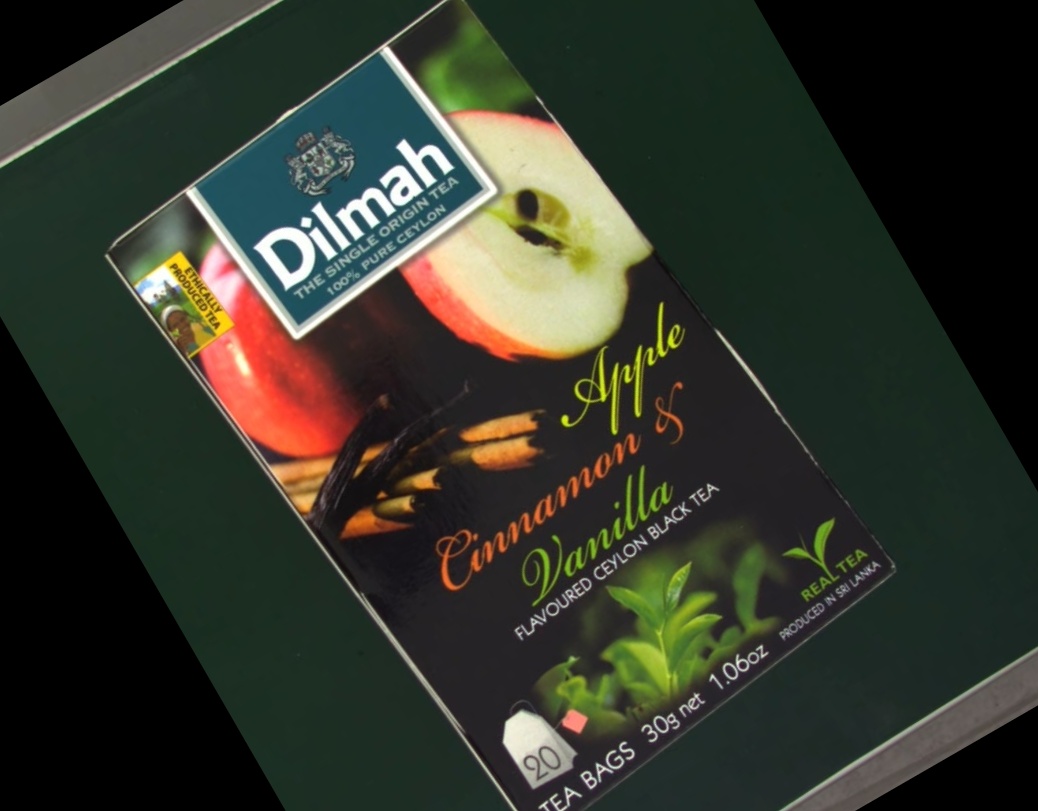 Dilmah
THE SINGLE ORIGIN TEA
100% PURE CEYLON
ETHICALLY
PRODUCED TEA
Apple
Cinnamon &
Vanilla
FLAVOURED CEYLON BLACK TEA
REAL TEA
PRODUCED IN SRI LANKA
20
TEA BAGS 30g net 1.06oz